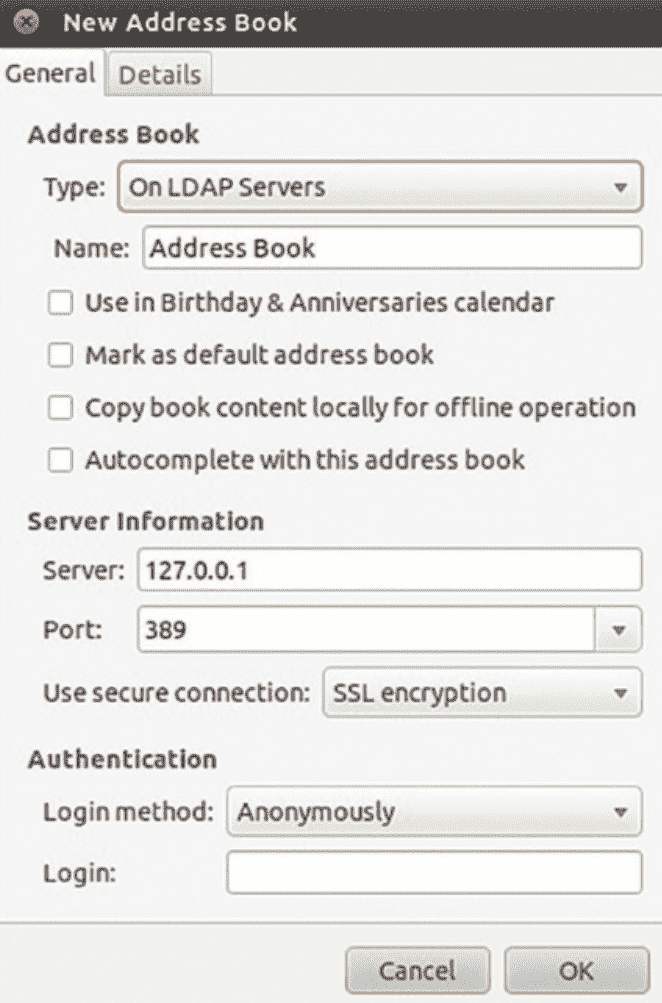 New Address Book
General Details
Address Book
Type: On LDAP Servers
Name: Address Book
Use in Birthday & Anniversaries calendar
Mark as default address book
Copy book content locally for offline operation
Autocomplete with this address book
Server Information
Server: 127.0.0.1
Port: 389
Use secure connection: SSL encryption
Authentication
Login method: Anonymously
Login:
Cancel OK